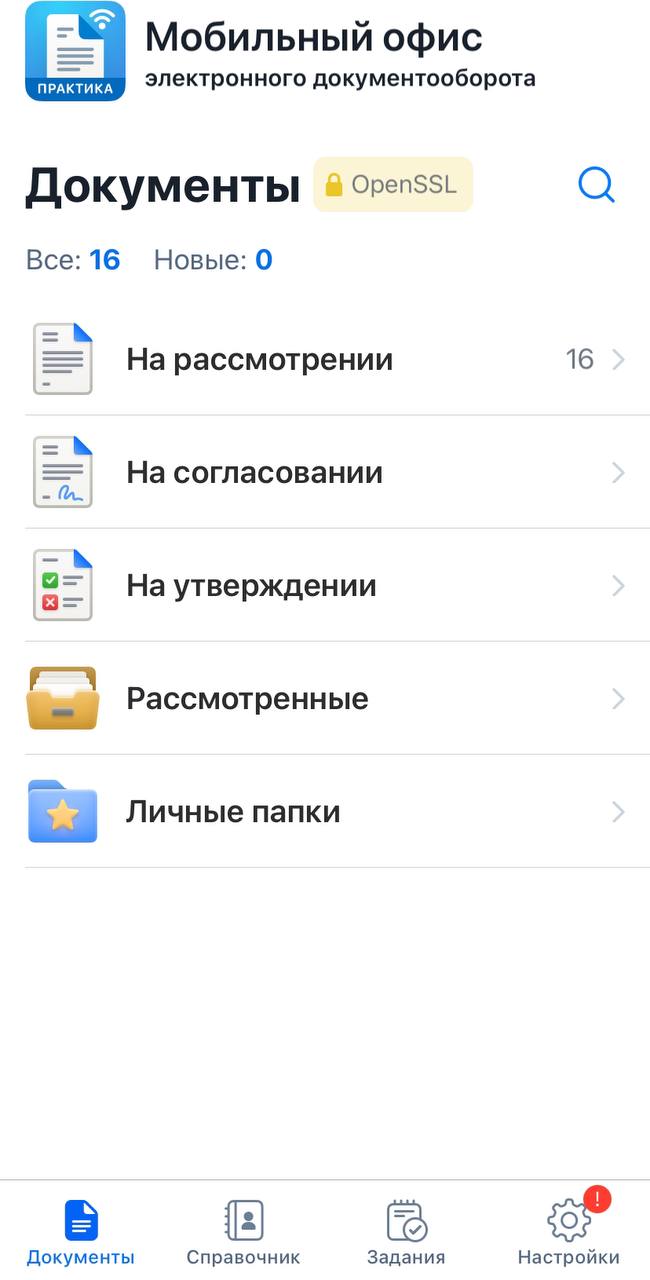 ПРАКТИКА
Мобильный офис
электронного документооборота
Документы OpenSSL
Все: 16 Новые: 0
На рассмотрении 16
На согласовании
На утверждении
Рассмотренные
Личные папки
!
Документы Справочник Задания Настройки